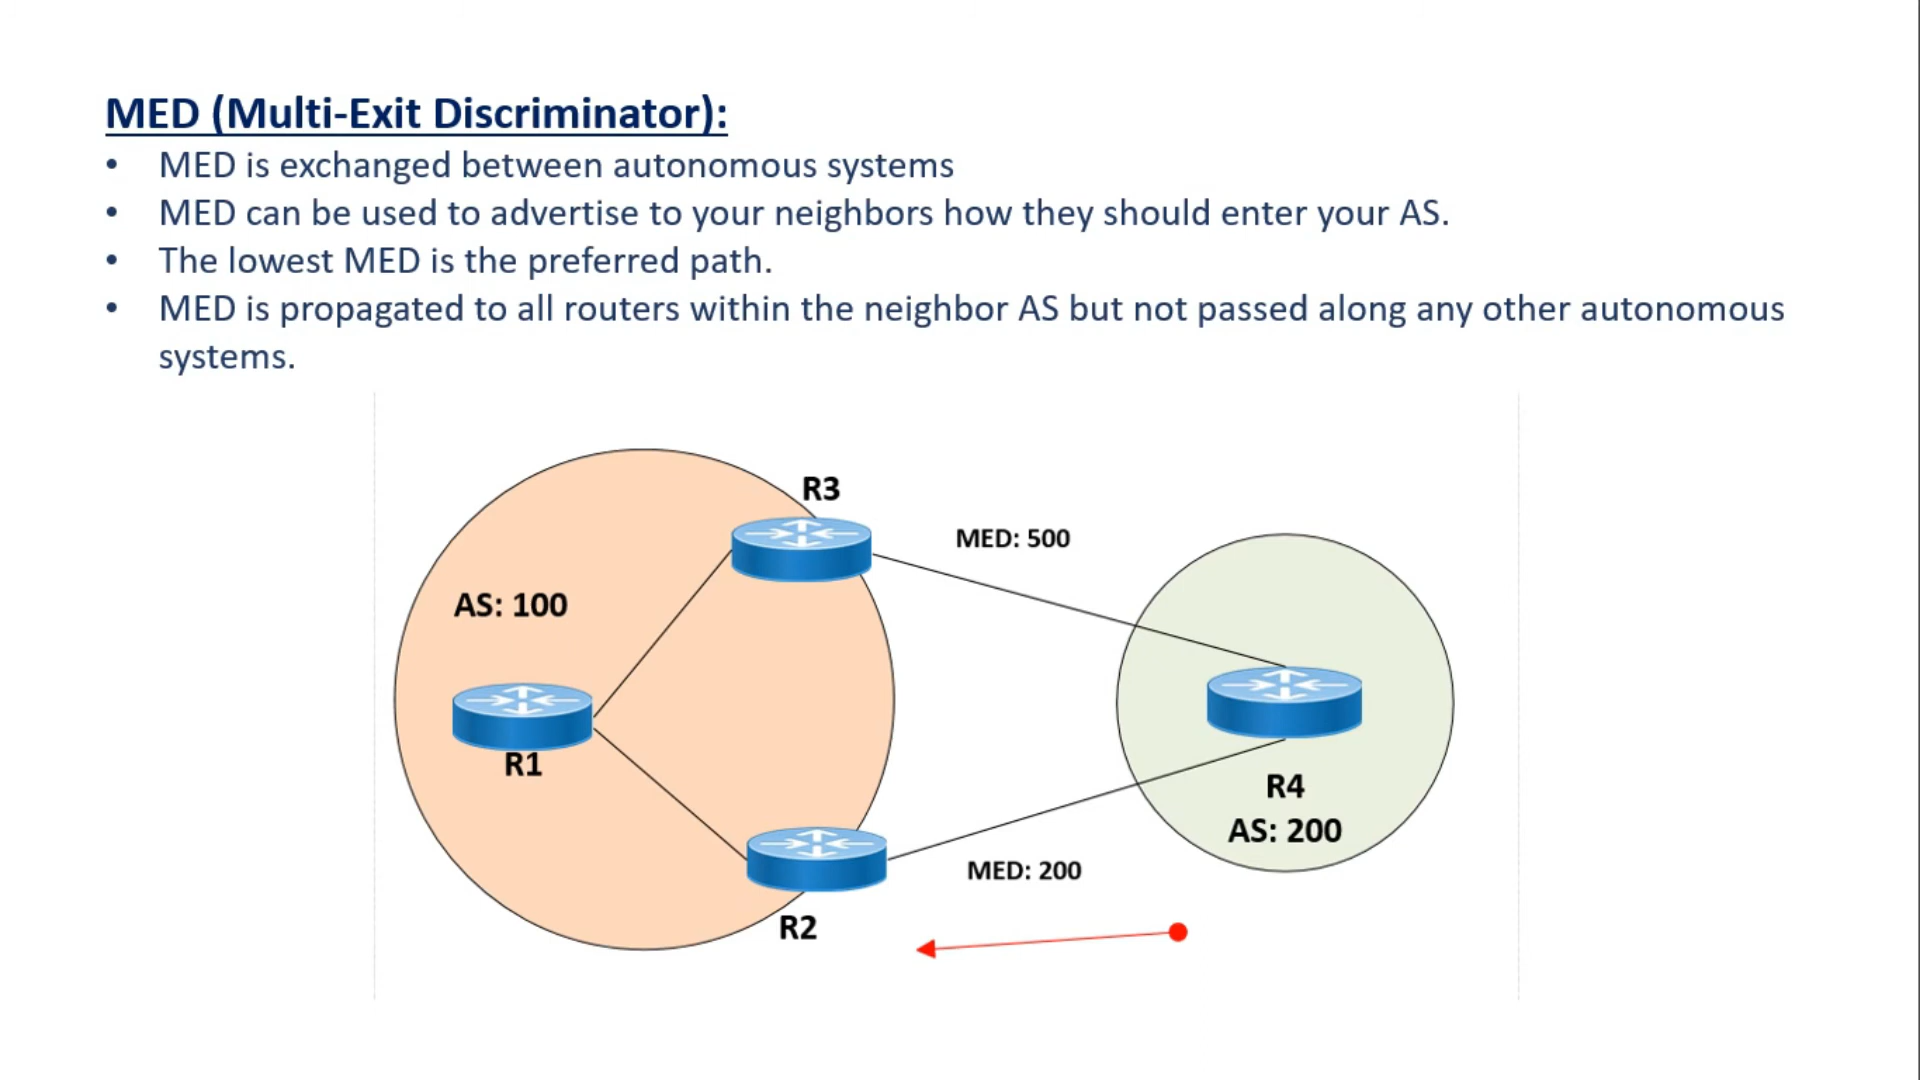 MED (Multi-Exit Discriminator):
• MED is exchanged between autonomous systems
• MED can be used to advertise to your neighbors how they should enter your AS.
• The lowest MED is the preferred path.
• MED is propagated to all routers within the neighbor AS but not passed along any other autonomous
systems.
R3
MED: 500
AS: 100
R1
R4
AS: 200
MED: 200
R2